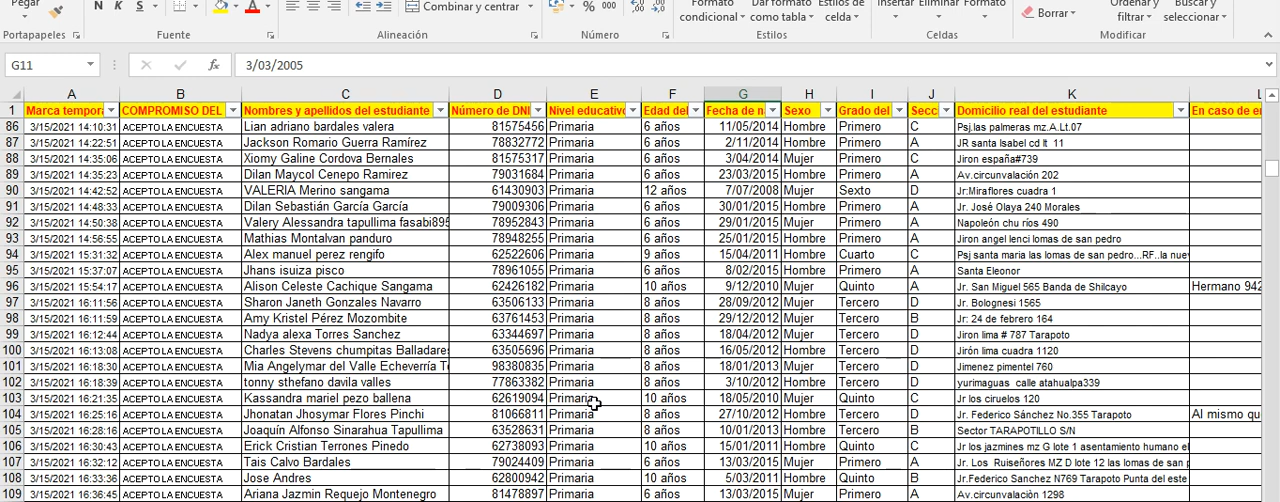 Pegar
N K S
Combinar y centrar
% 000
Formato condicional
Dar formato como tabla
Estilos de celda
Insertar Eliminar Formato
Borrar
Ordenar y filtrar
Buscar y seleccionar
Portapapeles Fuente Alineación Número Estilos Celdas Modificar
G11 fx 3/03/2005
A B C D E F G H I J K L
1 Marca tempora COMPROMISO DEL Nombres y apellidos del estudiante Número de DNI Nivel educativo Edad del Fecha de n Sexo Grado del Secc Domicilio real del estudiante En caso de e
86 3/15/2021 14:10:31 ACEPTO LA ENCUESTA Lian adriano bardales valera 81575456 Primaria 6 años 11/05/2014 Hombre Primero C Psj.las palmeras mz.A.Lt.07
87 3/15/2021 14:22:51 ACEPTO LA ENCUESTA Jackson Romario Guerra Ramírez 78832772 Primaria 6 años 2/11/2014 Hombre Primero A JR santa Isabel cd lt 11
88 3/15/2021 14:35:06 ACEPTO LA ENCUESTA Xiomy Galine Cordova Bernales 81575317 Primaria 6 años 3/04/2014 Mujer Primero C Jiron españa#739
89 3/15/2021 14:35:23 ACEPTO LA ENCUESTA Dilan Maycol Cenepo Ramirez 79031684 Primaria 6 años 23/03/2015 Hombre Primero C Av.circunvalación 202
90 3/15/2021 14:42:52 ACEPTO LA ENCUESTA VALERIA Merino sangama 61430903 Primaria 12 años 7/07/2008 Mujer Sexto D Jr:Miraflores cuadra 1
91 3/15/2021 14:48:33 ACEPTO LA ENCUESTA Dilan Sebastián García García 79009306 Primaria 6 años 30/01/2015 Hombre Primero A Jr. José Olaya 240 Morales
92 3/15/2021 14:50:38 ACEPTO LA ENCUESTA Valery Alessandra tapullima fasabi895 78952843 Primaria 6 años 29/01/2015 Mujer Primero A Napoleón chu ríos 490
93 3/15/2021 14:56:55 ACEPTO LA ENCUESTA Mathias Montalvan panduro 78948255 Primaria 6 años 25/01/2015 Hombre Primero A Jiron angel lenci lomas de san pedro
94 3/15/2021 15:31:32 ACEPTO LA ENCUESTA Alex manuel perez rengifo 62522606 Primaria 9 años 15/04/2011 Hombre Cuarto C Psj santa maria las lomas de san pedro...RF..la nue
95 3/15/2021 15:37:07 ACEPTO LA ENCUESTA Jhans isuiza pisco 78961055 Primaria 6 años 8/02/2015 Hombre Primero A Santa Eleonor
96 3/15/2021 15:54:17 ACEPTO LA ENCUESTA Alison Celeste Cachique Sangama 62426182 Primaria 10 años 9/12/2010 Mujer Quinto A Jr. San Miguel 565 Banda de Shilcayo Hermano 942
97 3/15/2021 16:11:56 ACEPTO LA ENCUESTA Sharon Janeth Gonzales Navarro 63506133 Primaria 8 años 28/09/2012 Mujer Tercero D Jr. Bolognesi 1565
98 3/15/2021 16:11:59 ACEPTO LA ENCUESTA Amy Kristel Pérez Mozombite 63761453 Primaria 8 años 29/12/2012 Mujer Tercero B Jr: 24 de febrero 164
99 3/15/2021 16:12:44 ACEPTO LA ENCUESTA Nadya alexa Torres Sanchez 63344697 Primaria 8 años 18/04/2012 Mujer Tercero D Jiron lima # 787 Tarapoto
100 3/15/2021 16:13:08 ACEPTO LA ENCUESTA Charles Stevens chumpitas Balladare 63505696 Primaria 8 años 16/05/2012 Hombre Tercero D Jirón lima cuadra 1120
101 3/15/2021 16:18:30 ACEPTO LA ENCUESTA Mia Angelymar del Valle Echeverría T 98380835 Primaria 8 años 18/01/2013 Mujer Tercero D Jimenez pimentel 760
102 3/15/2021 16:18:39 ACEPTO LA ENCUESTA tonny sthefano davila valles 77863382 Primaria 8 años 3/10/2012 Hombre Tercero D yurimaguas calle atahualpa339
103 3/15/2021 16:21:35 ACEPTO LA ENCUESTA Kassandra mariel pezo ballena 62619094 Primaria 10 años 18/05/2010 Mujer Quinto C Jr los ciruelos 120
104 3/15/2021 16:25:16 ACEPTO LA ENCUESTA Jhonatan Jhosymar Flores Pinchi 81066811 Primaria 8 años 27/10/2012 Hombre Tercero D Jr. Federico Sánchez No.355 Tarapoto Al mismo qu
105 3/15/2021 16:28:16 ACEPTO LA ENCUESTA Joaquín Alfonso Sinarahua Tapullima 63528631 Primaria 8 años 10/01/2013 Hombre Tercero B Sector TARAPOTILLO S/N
106 3/15/2021 16:30:43 ACEPTO LA ENCUESTA Erick Cristian Terrones Pinedo 62738093 Primaria 10 años 15/01/2011 Hombre Quinto C Jr los jazmines mz G lote 1 asentamiento humano el
107 3/15/2021 16:32:12 ACEPTO LA ENCUESTA Tais Calvo Bardales 79024409 Primaria 6 años 13/03/2015 Mujer Primero A Jr. Los Ruiseñores MZ D lote 12 las lomas de san p
108 3/15/2021 16:33:36 ACEPTO LA ENCUESTA Jose Andres 62800942 Primaria 10 años 5/03/2011 Hombre Quinto B Jr.Federico Sanchez N769 Tarapoto Punta del este
109 3/15/2021 16:36:45 ACEPTO LA ENCUESTA Ariana Jazmin Requejo Montenegro 81478897 Primaria 6 años 13/03/2015 Mujer Primero A Av.circunvalación 1298